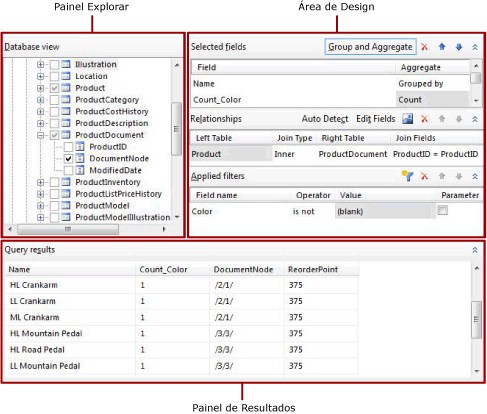 Painel Explorar
Área de Design
Database view
Illustration
Location
Product
ProductCategory
ProductCostHistory
ProductDescription
ProductDocument
ProductID
DocumentNode
ModifiedDate
ProductInventory
ProductListPriceHistory
ProductModel
ProductModelIllustration
Selected fields Group and Aggregate
Field Aggregate
Name Grouped by
Count_Color Count
Relationships Auto Detect Edit Fields
Left Table Join Type Right Table Join Fields
Product Inner ProductDocument ProductID = ProductID
Applied filters
Field name Operator Value Parameter
Color is not (blank)
Query results
Name Count_Color DocumentNode ReorderPoint
HL Crankarm 1 /2/1/ 375
LL Crankarm 1 /2/1/ 375
ML Crankarm 1 /2/1/ 375
HL Mountain Pedal 1 /3/3/ 375
HL Road Pedal 1 /3/3/ 375
LL Mountain Pedal 1 /3/3/ 375
Painel de Resultados